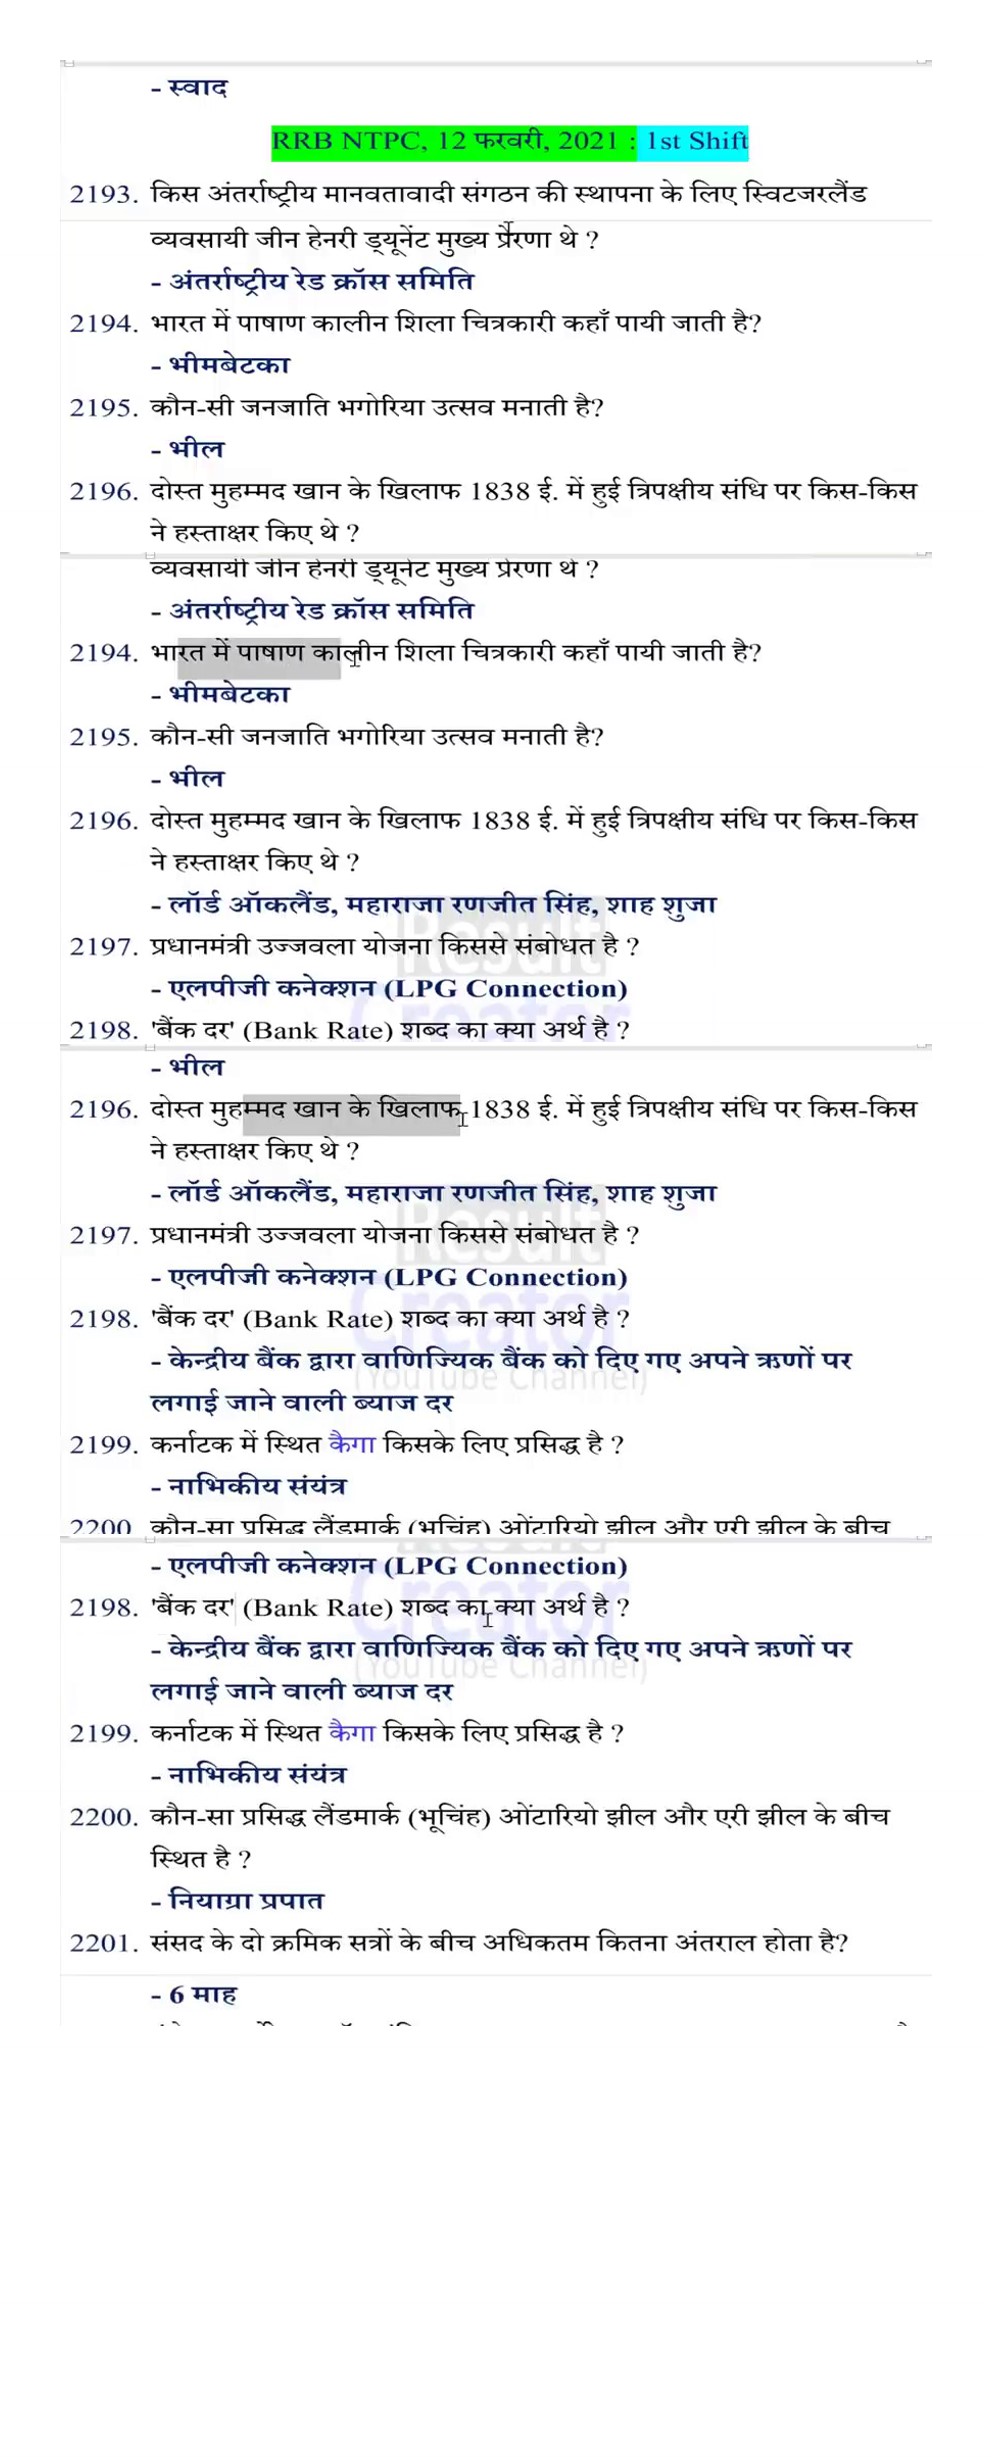 - स्वाद
RRB NTPC, 12 फरवरी, 2021 : 1st Shift
2193. किस अंतर्राष्ट्रीय मानवतावादी संगठन की स्थापना के लिए स्विटजरलैंड
व्यवसायी जीन हेनरी ड्यूनेंट मुख्य प्रेरणा थे ?
- अंतर्राष्ट्रीय रेड क्रॉस समिति
2194. भारत में पाषाण कालीन शिला चित्रकारी कहाँ पायी जाती है?
- भीमबेटका
2195. कौन-सी जनजाति भगोरिया उत्सव मनाती है?
- भील
2196. दोस्त मुहम्मद खान के खिलाफ 1838 ई. में हुई त्रिपक्षीय संधि पर किस-किस
ने हस्ताक्षर किए थे ?
व्यवसायी जीन हेनरी ड्यूनेंट मुख्य प्रेरणा थे ?
- अंतर्राष्ट्रीय रेड क्रॉस समिति
2194. भारत में पाषाण कालीन शिला चित्रकारी कहाँ पायी जाती है?
- भीमबेटका
2195. कौन-सी जनजाति भगोरिया उत्सव मनाती है?
- भील
2196. दोस्त मुहम्मद खान के खिलाफ 1838 ई. में हुई त्रिपक्षीय संधि पर किस-किस
ने हस्ताक्षर किए थे ?
- लॉर्ड ऑकलैंड, महाराजा रणजीत सिंह, शाह शुजा
Result
2197. प्रधानमंत्री उज्जवला योजना किससे संबोधत है ?
- एलपीजी कनेक्शन (LPG Connection)
Creator
2198. 'बैंक दर' (Bank Rate) शब्द का क्या अर्थ है ?
- भील
2196. दोस्त मुहम्मद खान के खिलाफ 1838 ई. में हुई त्रिपक्षीय संधि पर किस-किस
ने हस्ताक्षर किए थे ?
- लॉर्ड ऑकलैंड, महाराजा रणजीत सिंह, शाह शुजा
Result
2197. प्रधानमंत्री उज्जवला योजना किससे संबोधत है ?
- एलपीजी कनेक्शन (LPG Connection)
Creator
2198. 'बैंक दर' (Bank Rate) शब्द का क्या अर्थ है ?
- केन्द्रीय बैंक द्वारा वाणिज्यिक बैंक को दिए गए अपने ऋणों पर
(YouTube Channel)
लगाई जाने वाली ब्याज दर
2199. कर्नाटक में स्थित कैगा किसके लिए प्रसिद्ध है ?
- नाभिकीय संयंत्र
2200. कौन-सा प्रसिद्ध लैंडमार्क (भूचिंह) ओंटारियो झील और एरी झील के बीच
- एलपीजी कनेक्शन (LPG Connection)
Creator
2198. 'बैंक दर' (Bank Rate) शब्द का क्या अर्थ है ?
- केन्द्रीय बैंक द्वारा वाणिज्यिक बैंक को दिए गए अपने ऋणों पर
(YouTube Channel)
लगाई जाने वाली ब्याज दर
2199. कर्नाटक में स्थित कैगा किसके लिए प्रसिद्ध है ?
- नाभिकीय संयंत्र
2200. कौन-सा प्रसिद्ध लैंडमार्क (भूचिंह) ओंटारियो झील और एरी झील के बीच
स्थित है ?
- नियाग्रा प्रपात
2201. संसद के दो क्रमिक सत्रों के बीच अधिकतम कितना अंतराल होता है?
- 6 माह